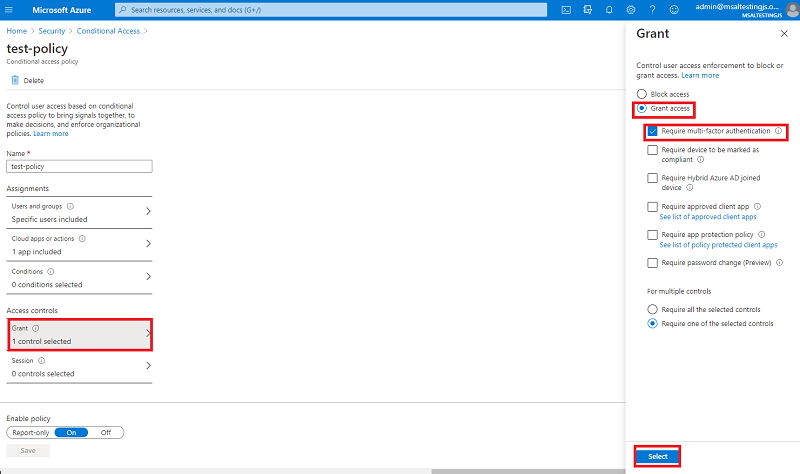 Microsoft Azure
Search resources, services, and docs (G+/)
admin@msaltestingjs.o...
MSALTESTINGJS
Home > Security > Conditional Access >
test-policy
Conditional access policy
Delete
Control user access based on conditional
access policy to bring signals together, to
make decisions, and enforce organizational
policies. Learn more
Name *
test-policy
Assignments
Users and groups
Specific users included
Cloud apps or actions
1 app included
Conditions
0 conditions selected
Access controls
Grant
1 control selected
Session
0 controls selected
Enable policy
Report-only On Off
Save
Grant
Control user access enforcement to block or
grant access. Learn more
Block access
Grant access
Require multi-factor authentication
Require device to be marked as
compliant
Require Hybrid Azure AD joined
device
Require approved client app
See list of approved client apps
Require app protection policy
See list of policy protected client apps
Require password change (Preview)
For multiple controls
Require all the selected controls
Require one of the selected controls
Select